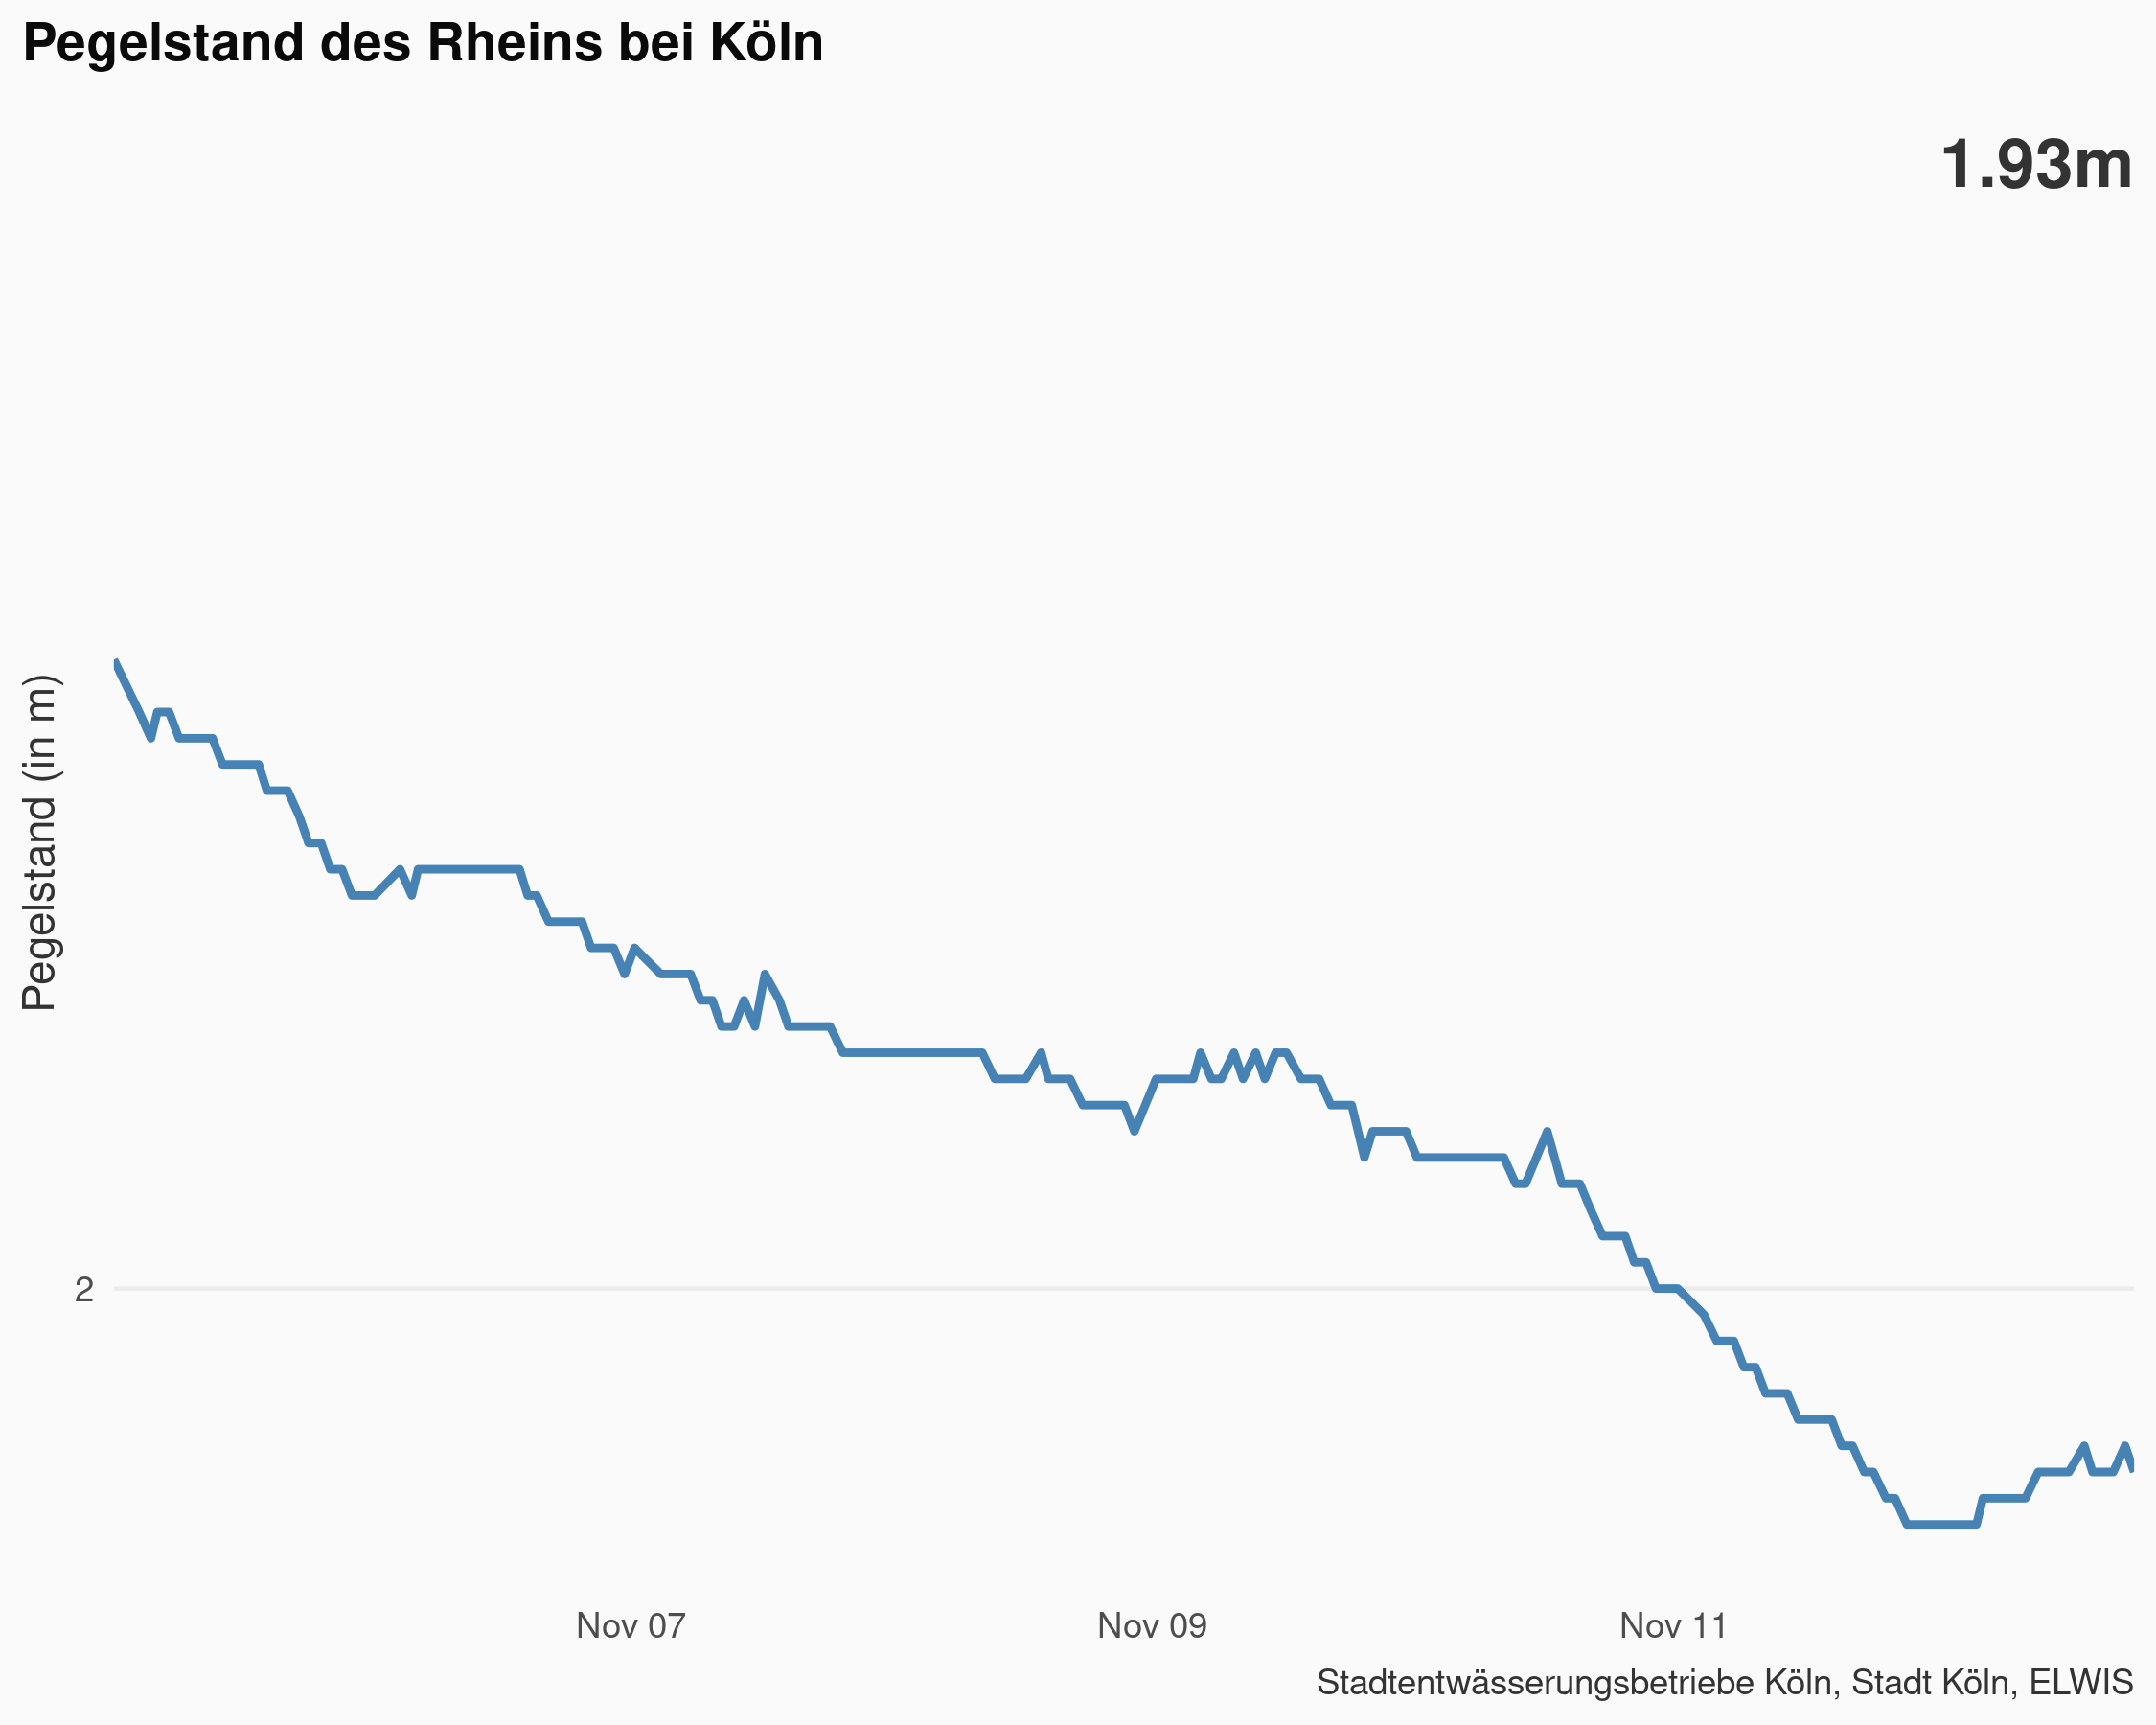 Pegelstand des Rheins bei Köln
1.93m
Pegelstand (in m)
2
Nov 07
Nov 09
Nov 11
Stadtentwässerungsbetriebe Köln, Stadt Köln, ELWIS